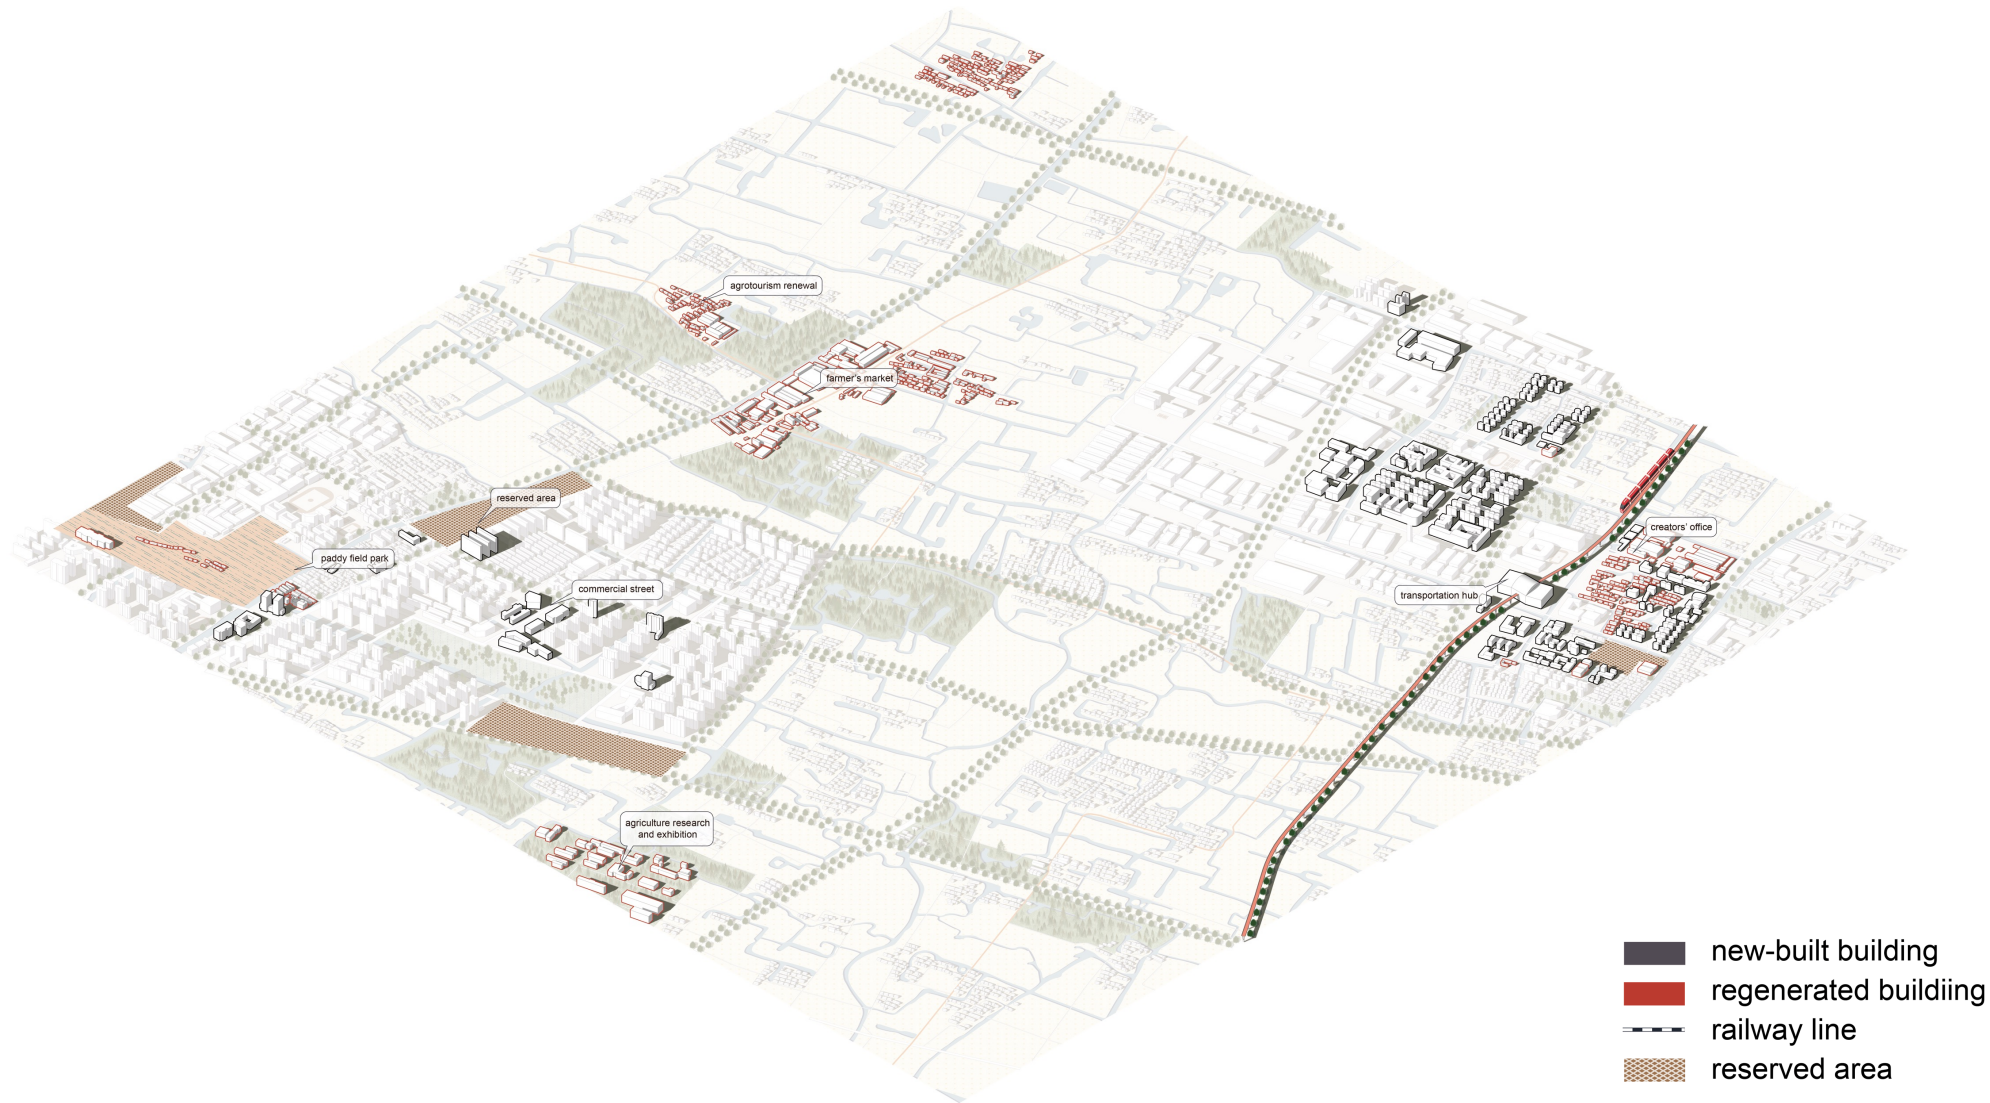 agrotourism renewal
farmer's market
reserved area
creators' office
paddy field park
commercial street
transportation hub
agriculture research
and exhibition
new-built building
regenerated buildiing
railway line
reserved area